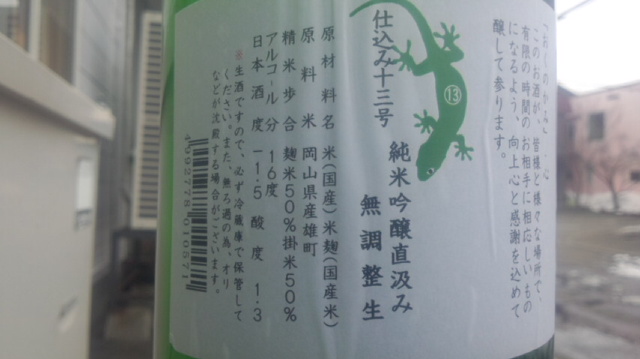 このお酒が、皆様と様々な場所で、
有限の時間のお相手に相応しいもの
になるよう、向上心と感謝を込めて
醸して参ります。
⑬
仕込み十三号
純米吟醸直汲み
無調整生
原材料名 米(国産)米麹(国産米)
原料米 岡山県産雄町
精米歩合 麹米50%掛米50%
アルコール分 16度
日本酒度 -1.5 酸度 1.3
※生酒ですので、必ず冷蔵庫で保管して
ください。また、無ろ過の為、オリ
などが沈殿する場合がございます。